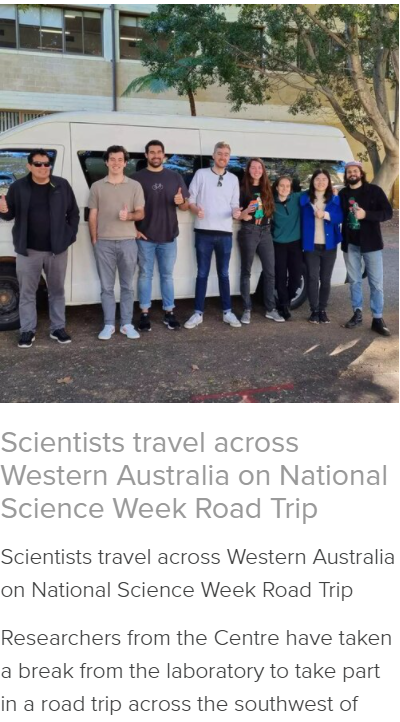 Scientists travel across
Western Australia on National
Science Week Road Trip
Scientists travel across Western Australia
on National Science Week Road Trip
Researchers from the Centre have taken
a break from the laboratory to take part
in a road trip across the southwest of